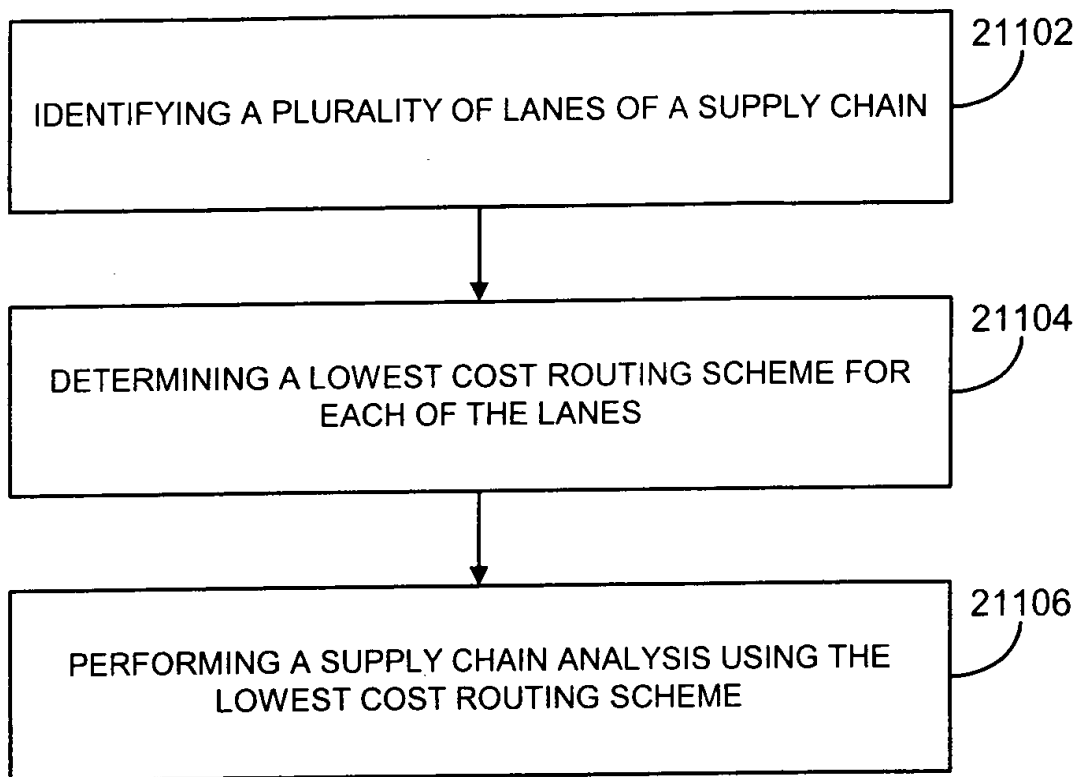 21102
IDENTIFYING A PLURALITY OF LANES OF A SUPPLY CHAIN
21104
DETERMINING A LOWEST COST ROUTING SCHEME FOR
EACH OF THE LANES
21106
PERFORMING A SUPPLY CHAIN ANALYSIS USING THE
LOWEST COST ROUTING SCHEME